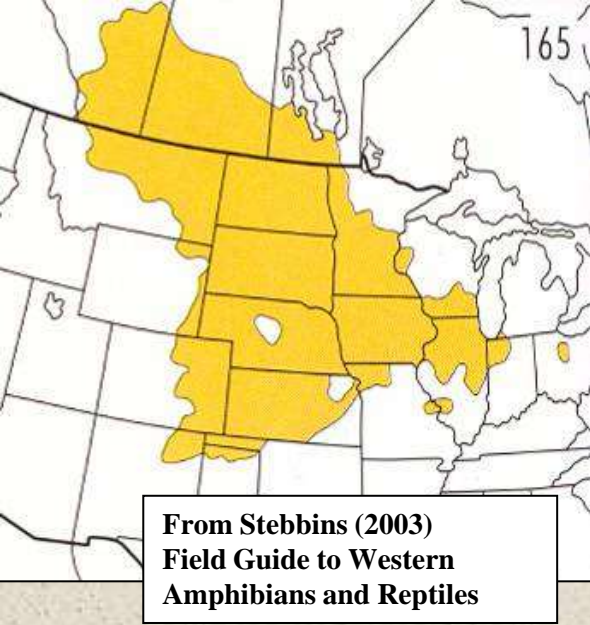 165
From Stebbins (2003)
Field Guide to Western
Amphibians and Reptiles